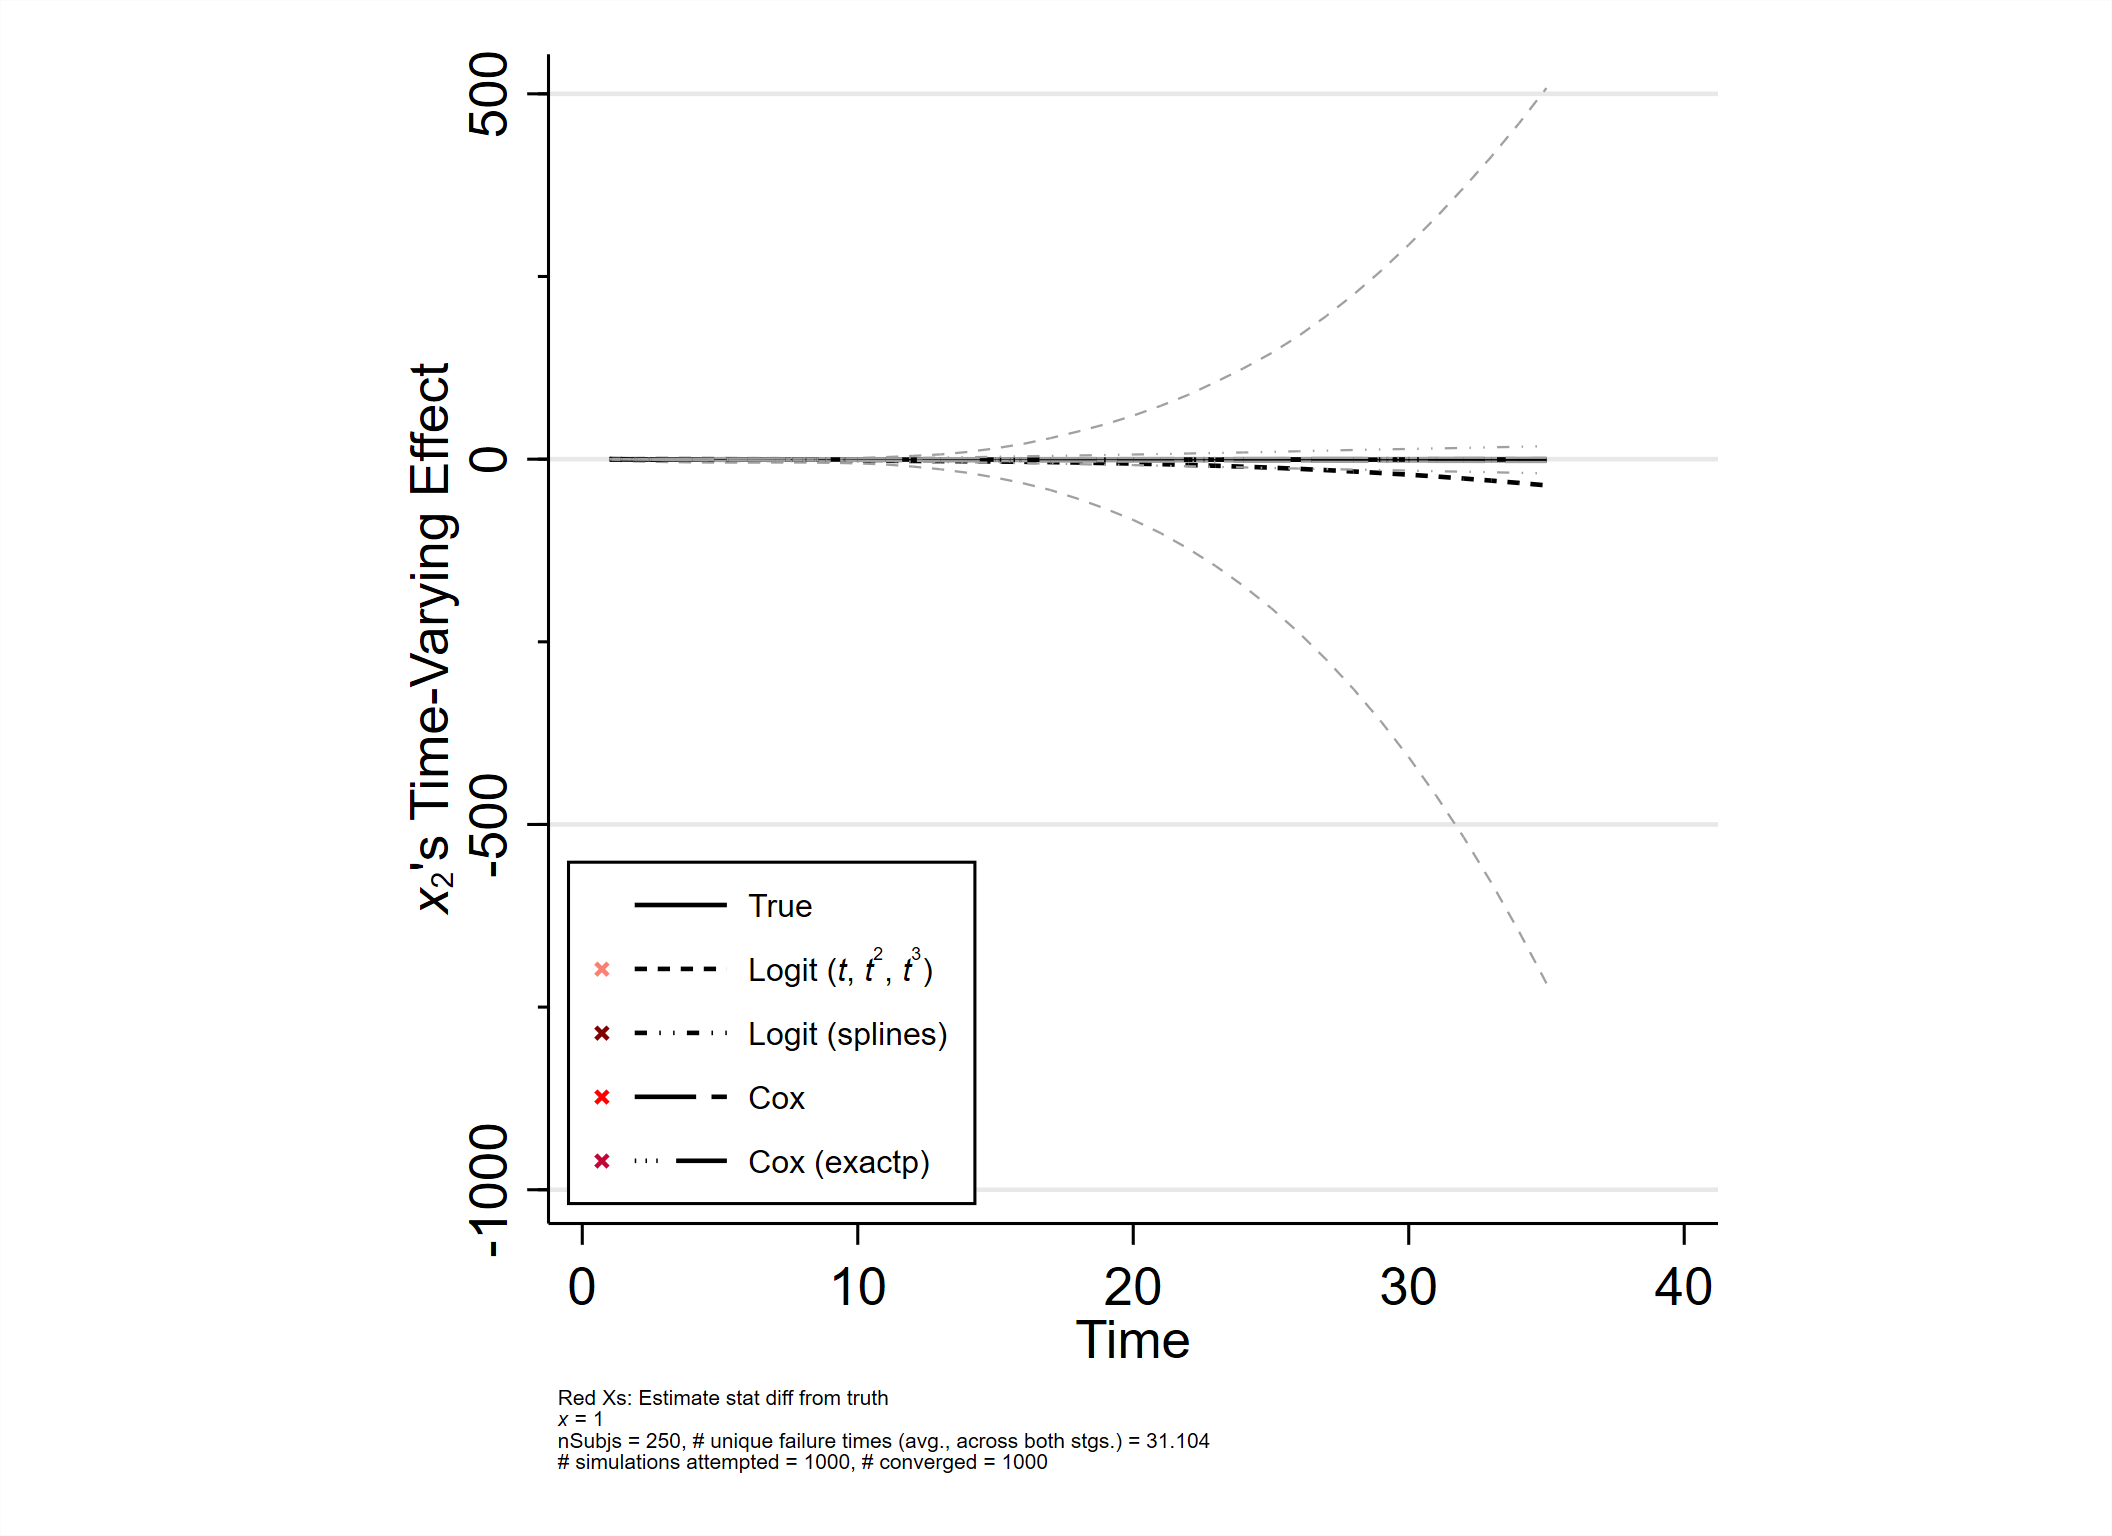 500
0
-500
-1000
x₂'s Time-Varying Effect
True
Logit (t, t², t³)
Logit (splines)
Cox
Cox (exactp)
0 10 20 30 40
Time
Red Xs: Estimate stat diff from truth
x = 1
nSubjs = 250, # unique failure times (avg., across both stgs.) = 31.104
# simulations attempted = 1000, # converged = 1000